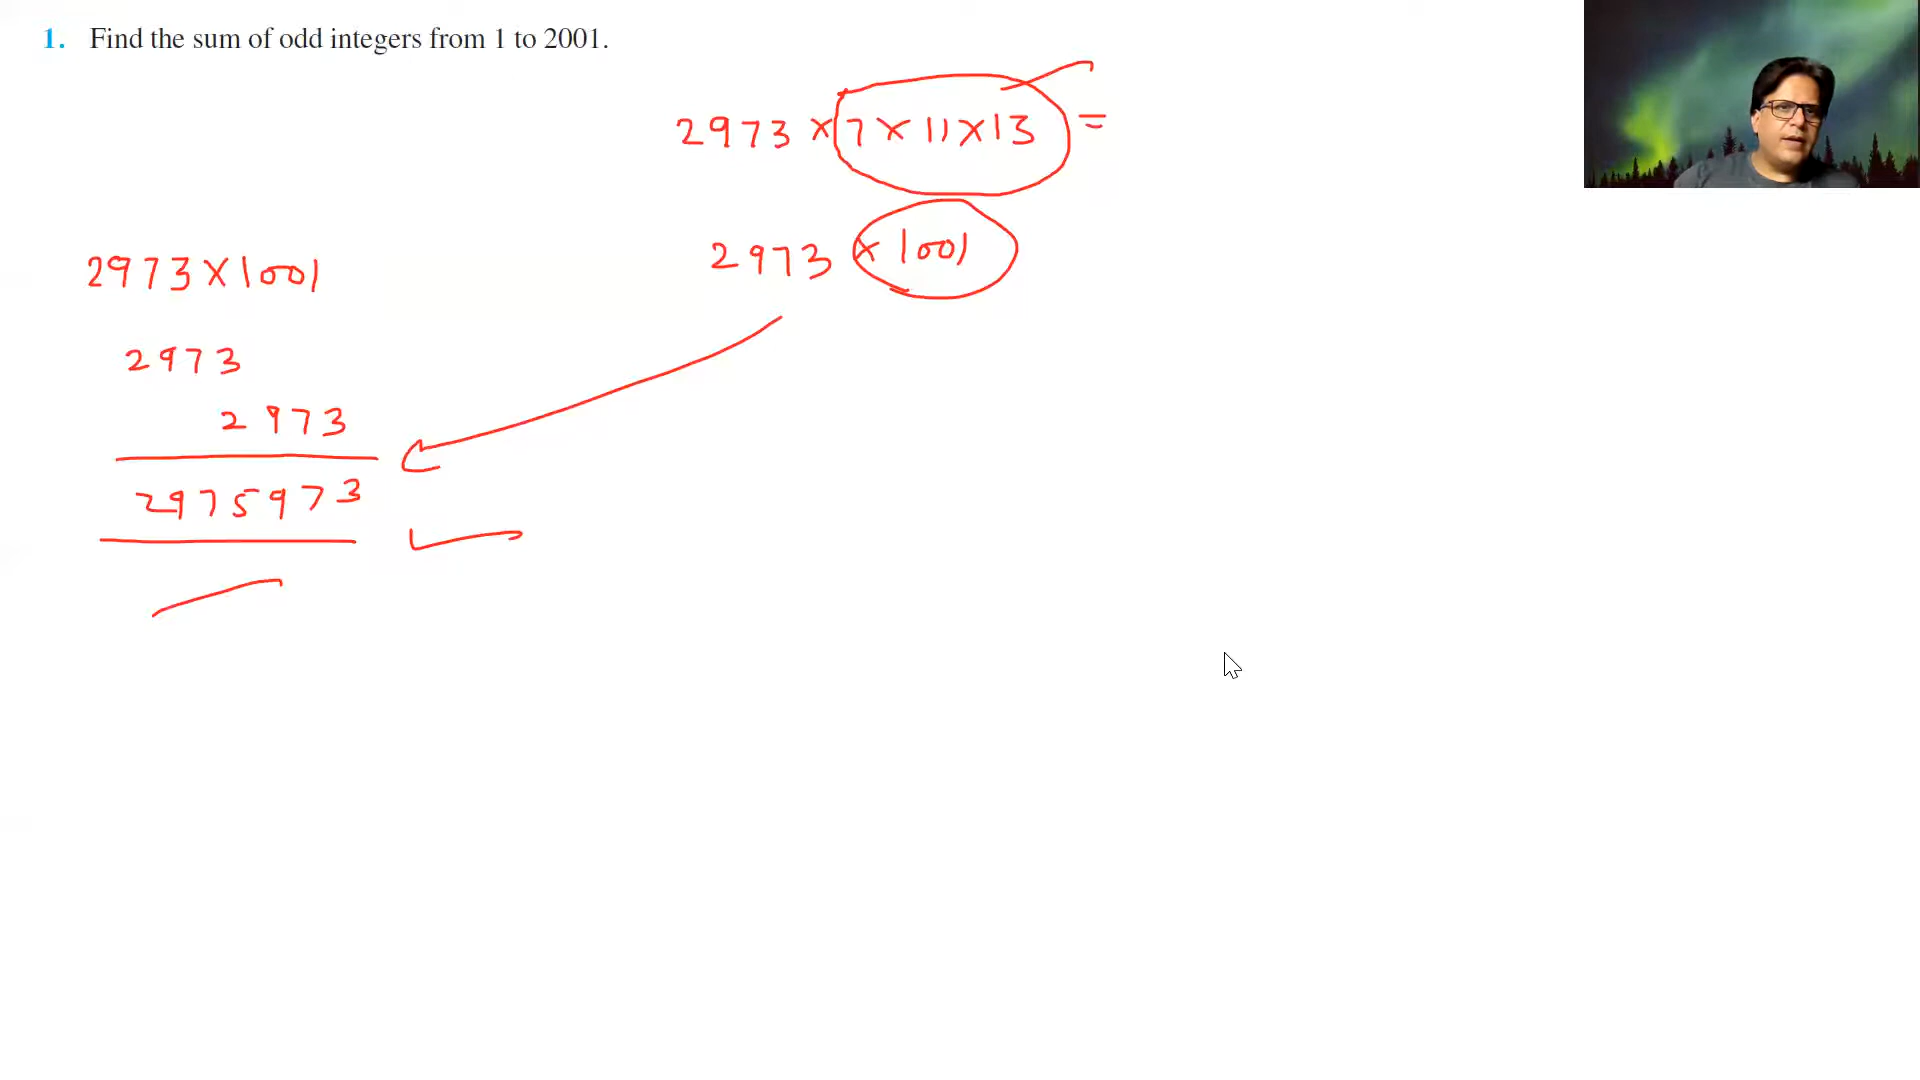 1. Find the sum of odd integers from 1 to 2001.
2973 × 7 × 11 × 13 =
2973 × 1001
2973 × 1001
2973
2973
2975973